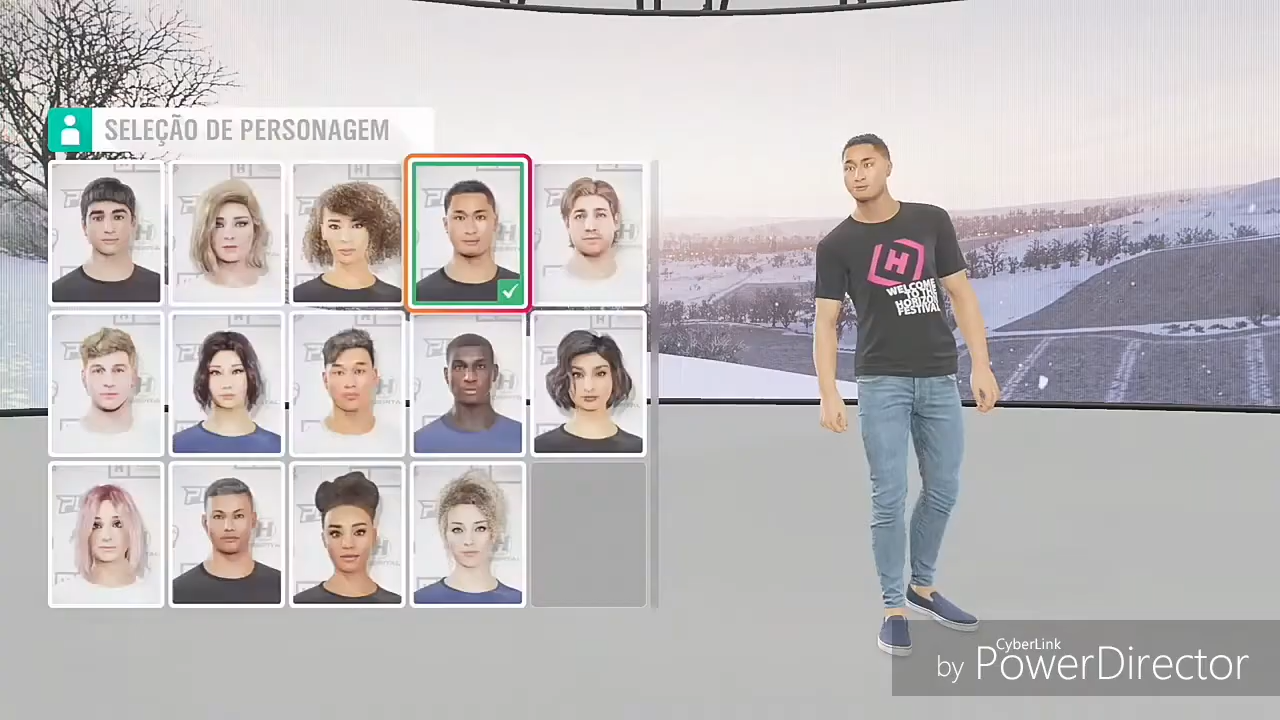 SELEÇÃO DE PERSONAGEM
H
WELCOME
TO THE
HORIZON
FESTIVAL
CyberLink
by PowerDirector